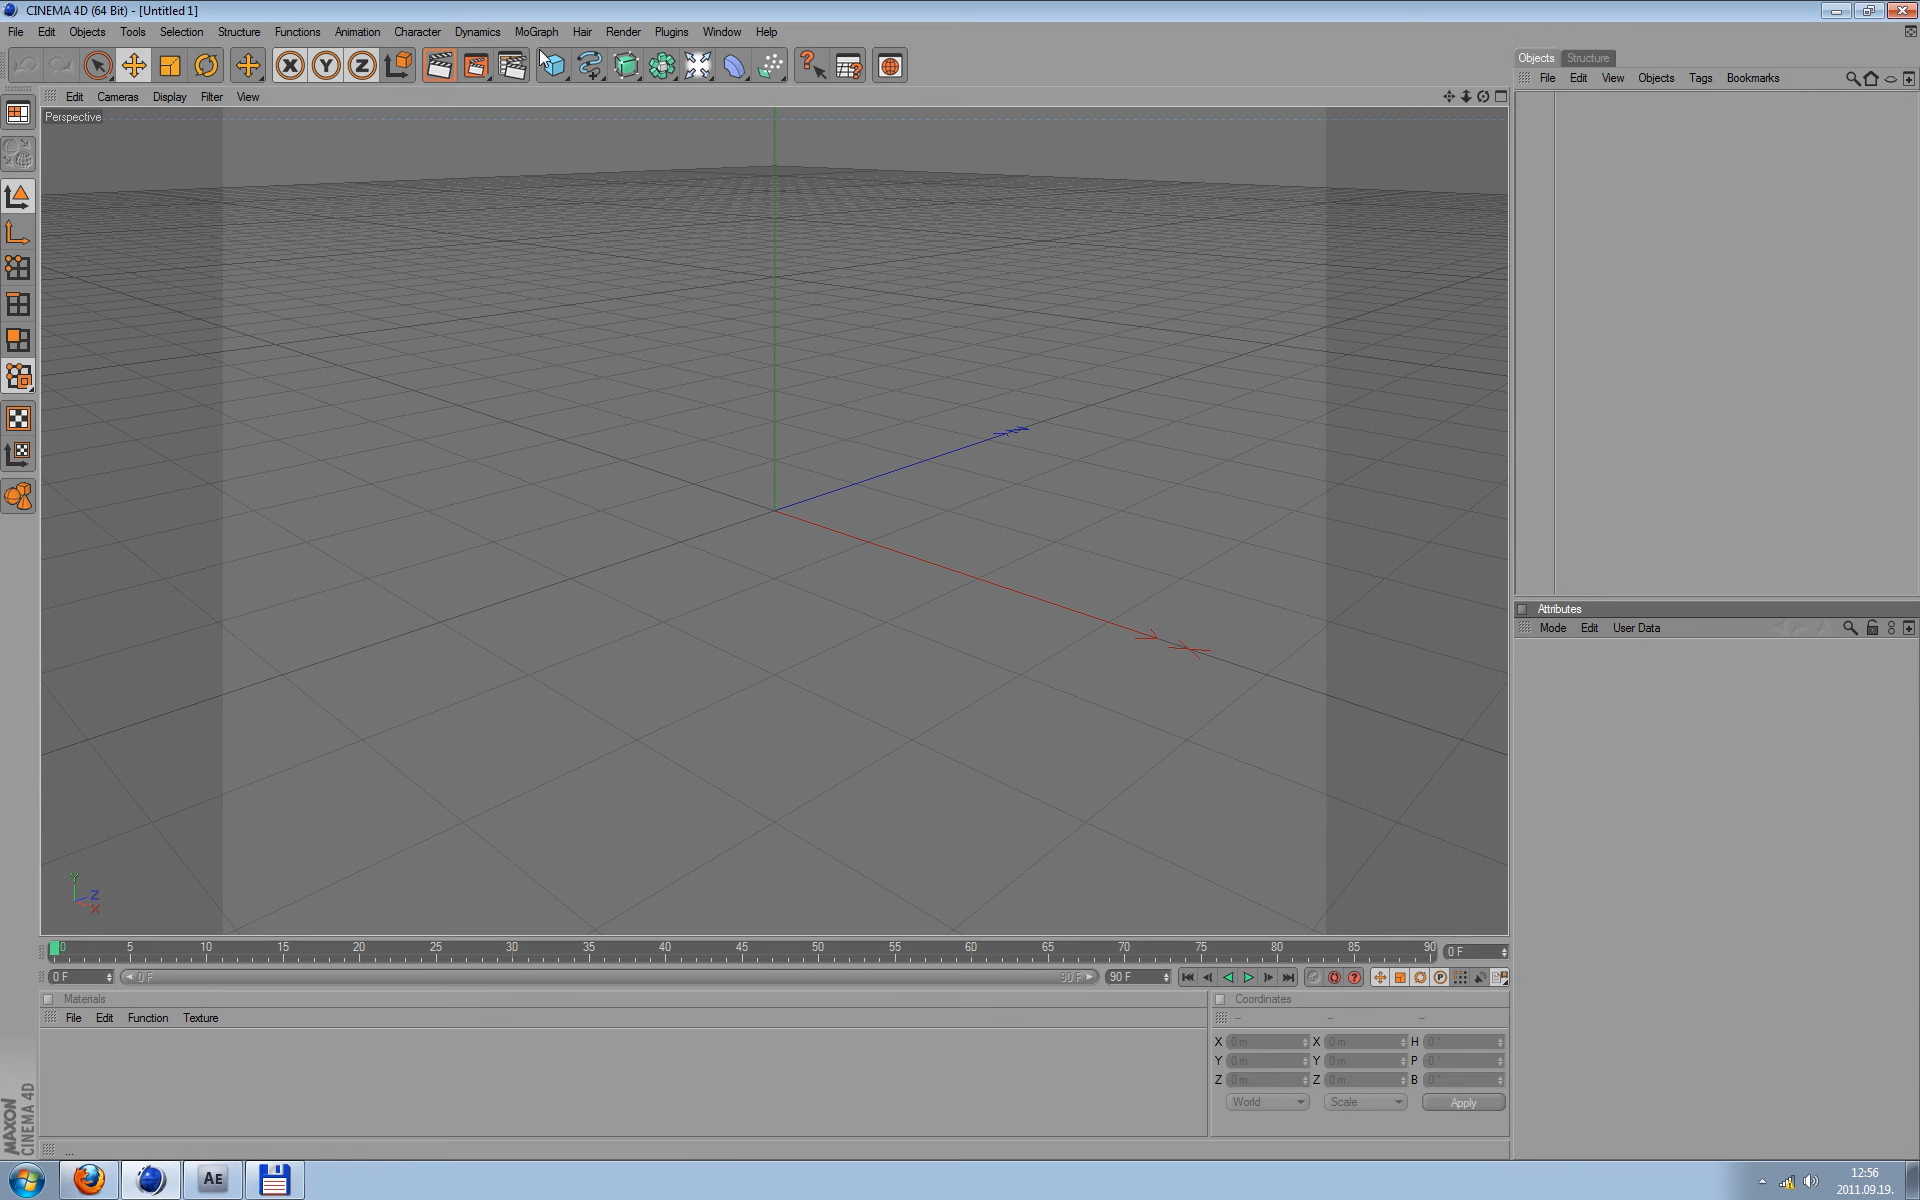 CINEMA 4D (64 Bit) - [Untitled 1]
File Edit Objects Tools Selection Structure Functions Animation Character Dynamics MoGraph Hair Render Plugins Window Help
X Y Z
Objects Structure
File Edit View Objects Tags Bookmarks
Edit Cameras Display Filter View
Perspective
Attributes
Mode Edit User Data
Y
Z
X
0 5 10 15 20 25 30 35 40 45 50 55 60 65 70 75 80 85 90 0 F
0 F 0 F 90 F 90 F
Materials
File Edit Function Texture
Coordinates
-- -- --
X 0 m X 0 m H 0 °
Y 0 m Y 0 m P 0 °
Z 0 m Z 0 m B 0 °
World Scale Apply
MAXON
CINEMA 4D
...
AE
12:56
2011.09.19.